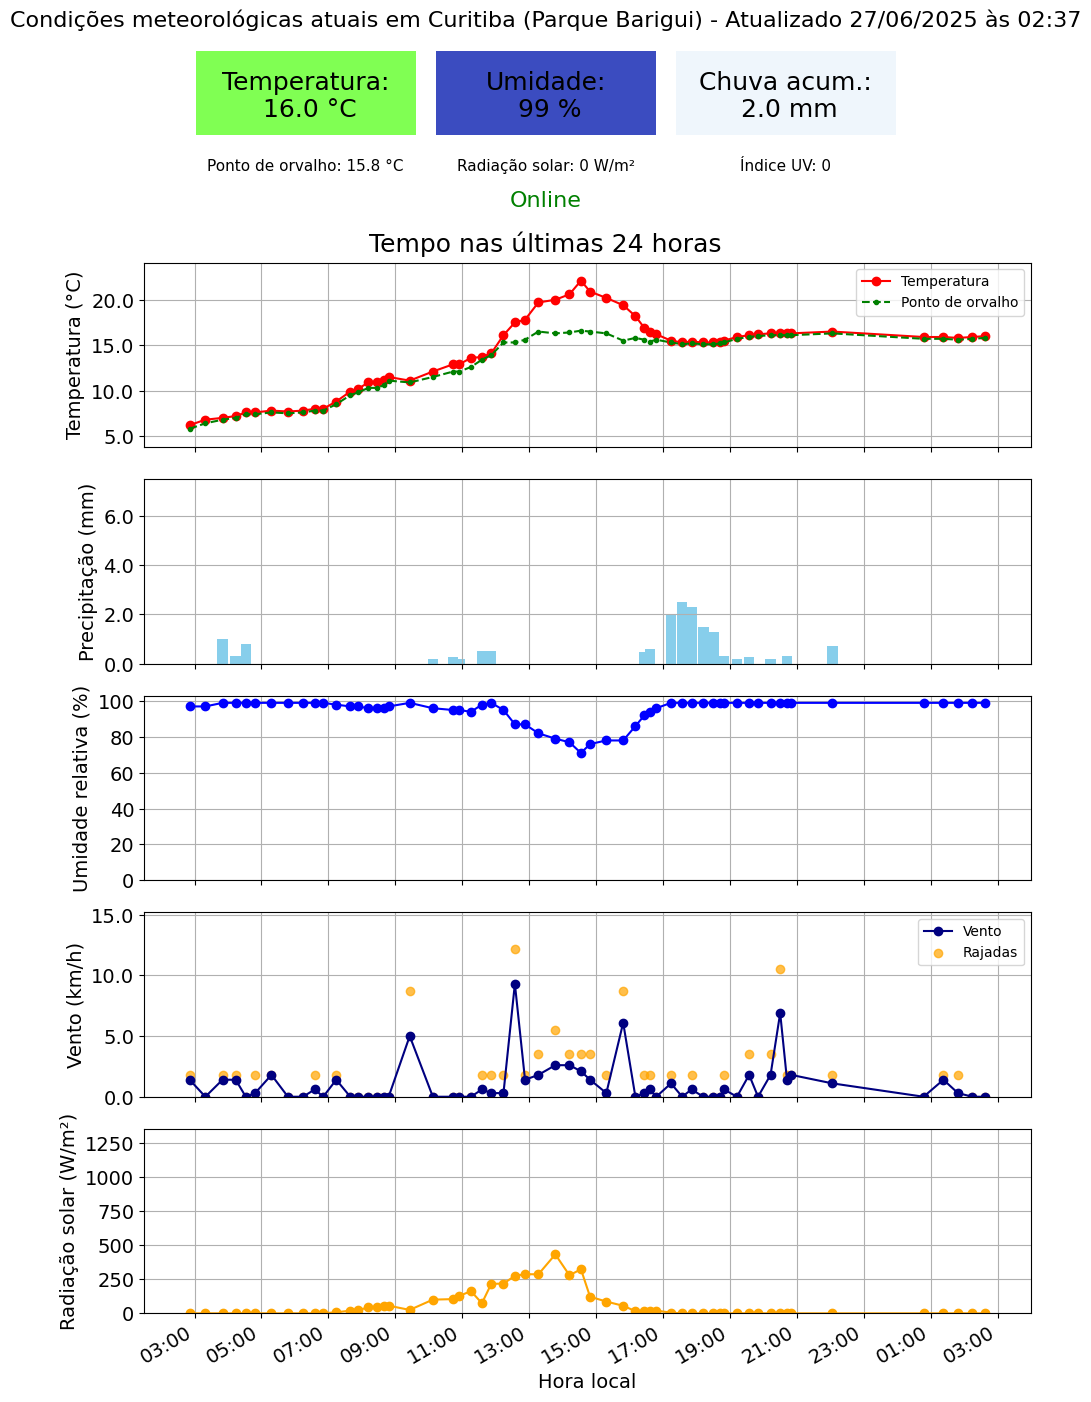 Condições meteorológicas atuais em Curitiba (Parque Barigui) - Atualizado 27/06/2025 às 02:37
Temperatura:
16.0 °C
Umidade:
99 %
Chuva acum.:
2.0 mm
Ponto de orvalho: 15.8 °C
Radiação solar: 0 W/m²
Índice UV: 0
Online
Tempo nas últimas 24 horas
Temperatura (°C)
20.0
15.0
10.0
5.0
Temperatura
Ponto de orvalho
Precipitação (mm)
6.0
4.0
2.0
0.0
Umidade relativa (%)
100
80
60
40
20
0
Vento (km/h)
15.0
10.0
5.0
0.0
Vento
Rajadas
Radiação solar (W/m²)
1250
1000
750
500
250
0
03:00
05:00
07:00
09:00
11:00
13:00
15:00
17:00
19:00
21:00
23:00
01:00
03:00
Hora local